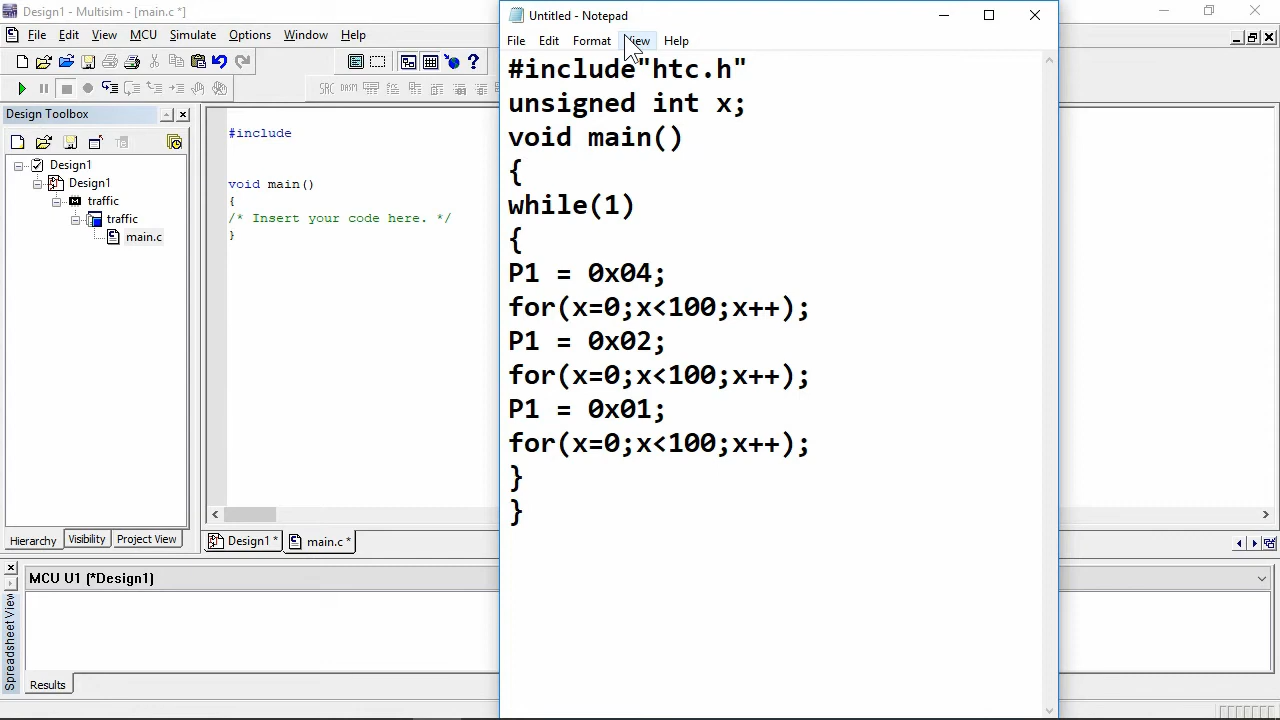 Design1 - Multisim - [main.c *]
File Edit View MCU Simulate Options Window Help
Design Toolbox
Design1
Design1
traffic
traffic
main.c
Hierarchy Visibility Project View
#include
void main()
{
/* Insert your code here. */
}
Design1 * main.c *
Untitled - Notepad
File Edit Format View Help
#include"htc.h"
unsigned int x;
void main()
{
while(1)
{
P1 = 0x04;
for(x=0;x<100;x++);
P1 = 0x02;
for(x=0;x<100;x++);
P1 = 0x01;
for(x=0;x<100;x++);
}
}
Spreadsheet View
MCU U1 (*Design1)
Results